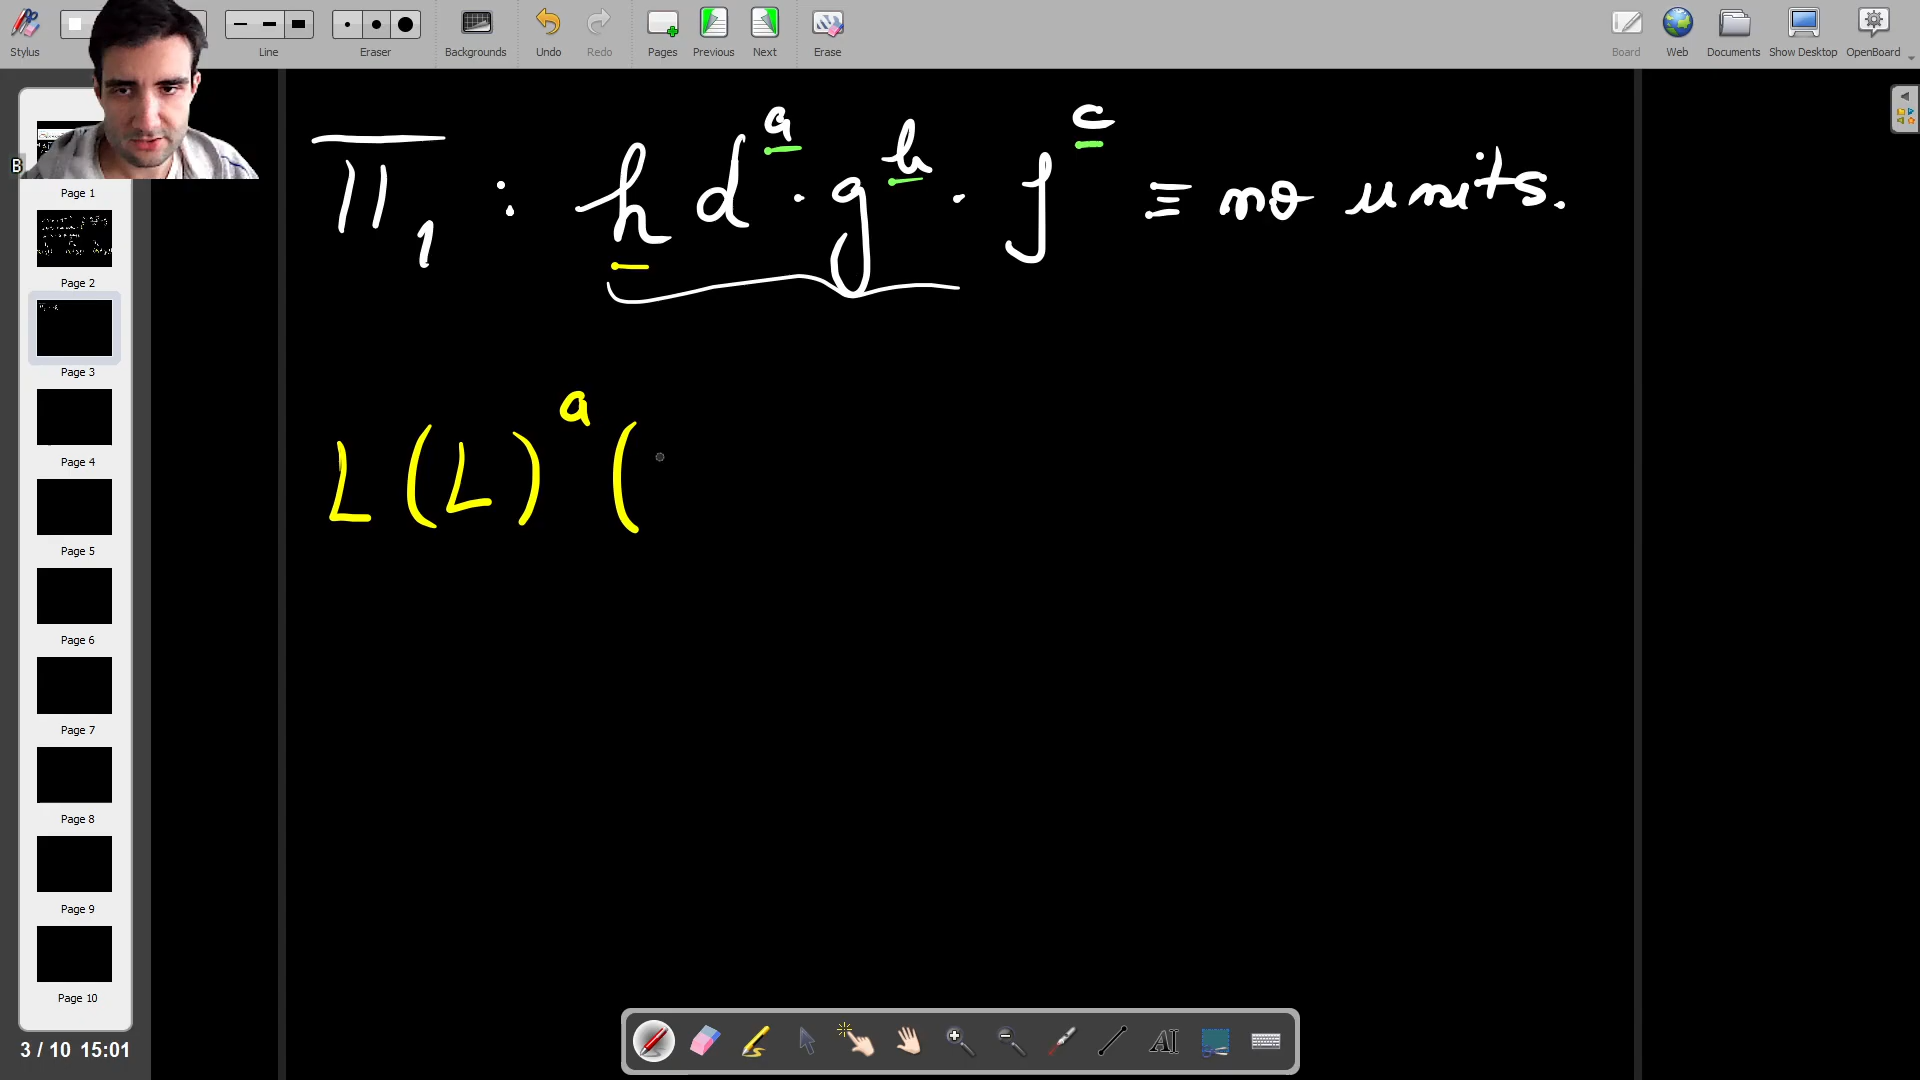 Stylus
Line
Eraser
Backgrounds
Undo
Redo
Pages
Previous
Next
Erase
Board
Web
Documents
Show Desktop
OpenBoard
B
Page 1
Page 2
Page 3
Page 4
Page 5
Page 6
Page 7
Page 8
Page 9
Page 10
3 / 10 15:01
Π₁ : h d^a · g^b · ρ^c ≡ no units.
L (L)^a (